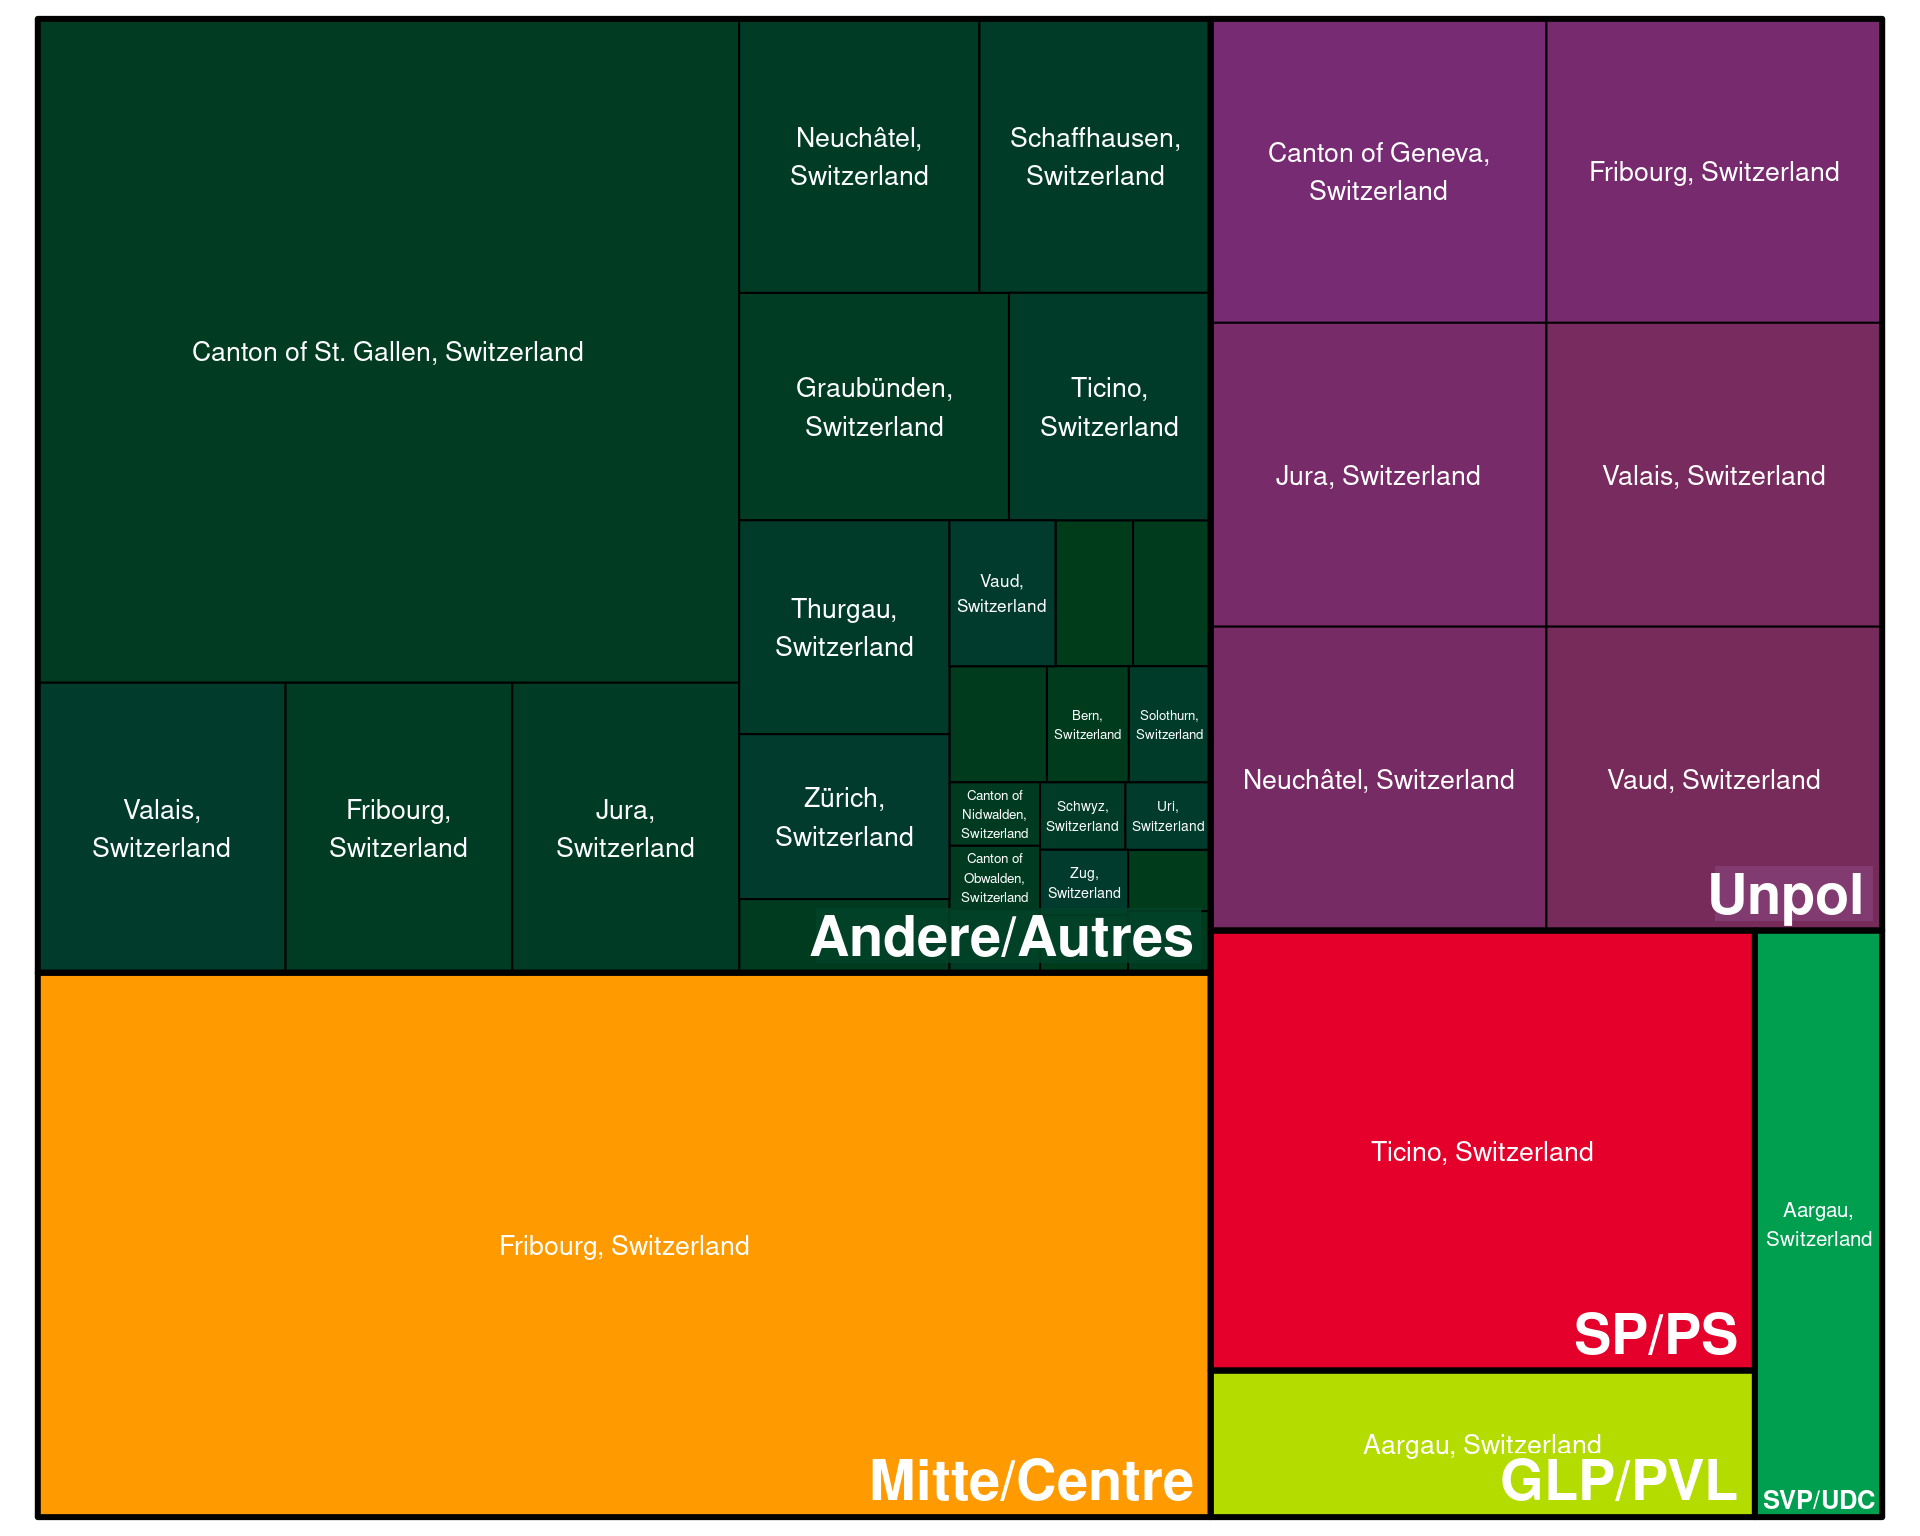 Canton of St. Gallen, Switzerland
Neuchâtel,
Switzerland
Schaffhausen,
Switzerland
Graubünden,
Switzerland
Ticino,
Switzerland
Thurgau,
Switzerland
Vaud,
Switzerland
Bern,
Switzerland
Solothurn,
Switzerland
Valais,
Switzerland
Fribourg,
Switzerland
Jura,
Switzerland
Zürich,
Switzerland
Canton of
Nidwalden,
Switzerland
Schwyz,
Switzerland
Uri,
Switzerland
Canton of
Obwalden,
Switzerland
Zug,
Switzerland
Andere/Autres
Canton of Geneva,
Switzerland
Fribourg, Switzerland
Jura, Switzerland
Valais, Switzerland
Neuchâtel, Switzerland
Vaud, Switzerland
Unpol
Fribourg, Switzerland
Mitte/Centre
Ticino, Switzerland
SP/PS
Aargau, Switzerland
GLP/PVL
Aargau,
Switzerland
SVP/UDC